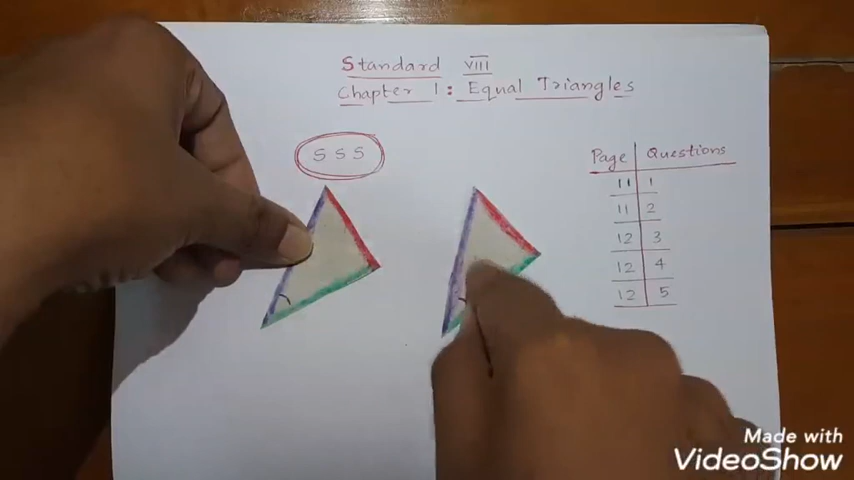 Standard VIII
Chapter 1: Equal Triangles
S S S
Page Questions
11 1
11 2
12 3
12 4
12 5
Made With
VideoShow